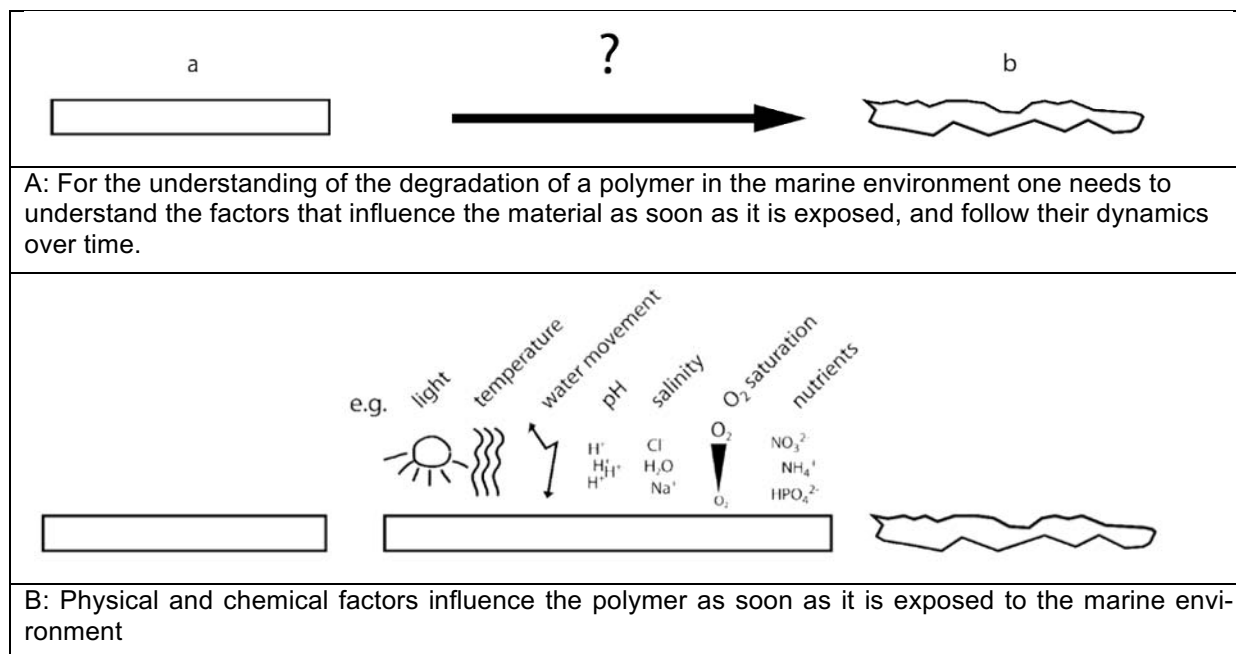 ?
a
b
A: For the understanding of the degradation of a polymer in the marine environment one needs to
understand the factors that influence the material as soon as it is exposed, and follow their dynamics
over time.
e.g. light temperature water movement pH salinity O₂ saturation nutrients
H⁺ Cl O₂ NO₃²⁻
H⁺H⁺ H₂O NH₄⁺
H⁺ Na⁺ O₂ HPO₄²⁻
B: Physical and chemical factors influence the polymer as soon as it is exposed to the marine envi-
ronment